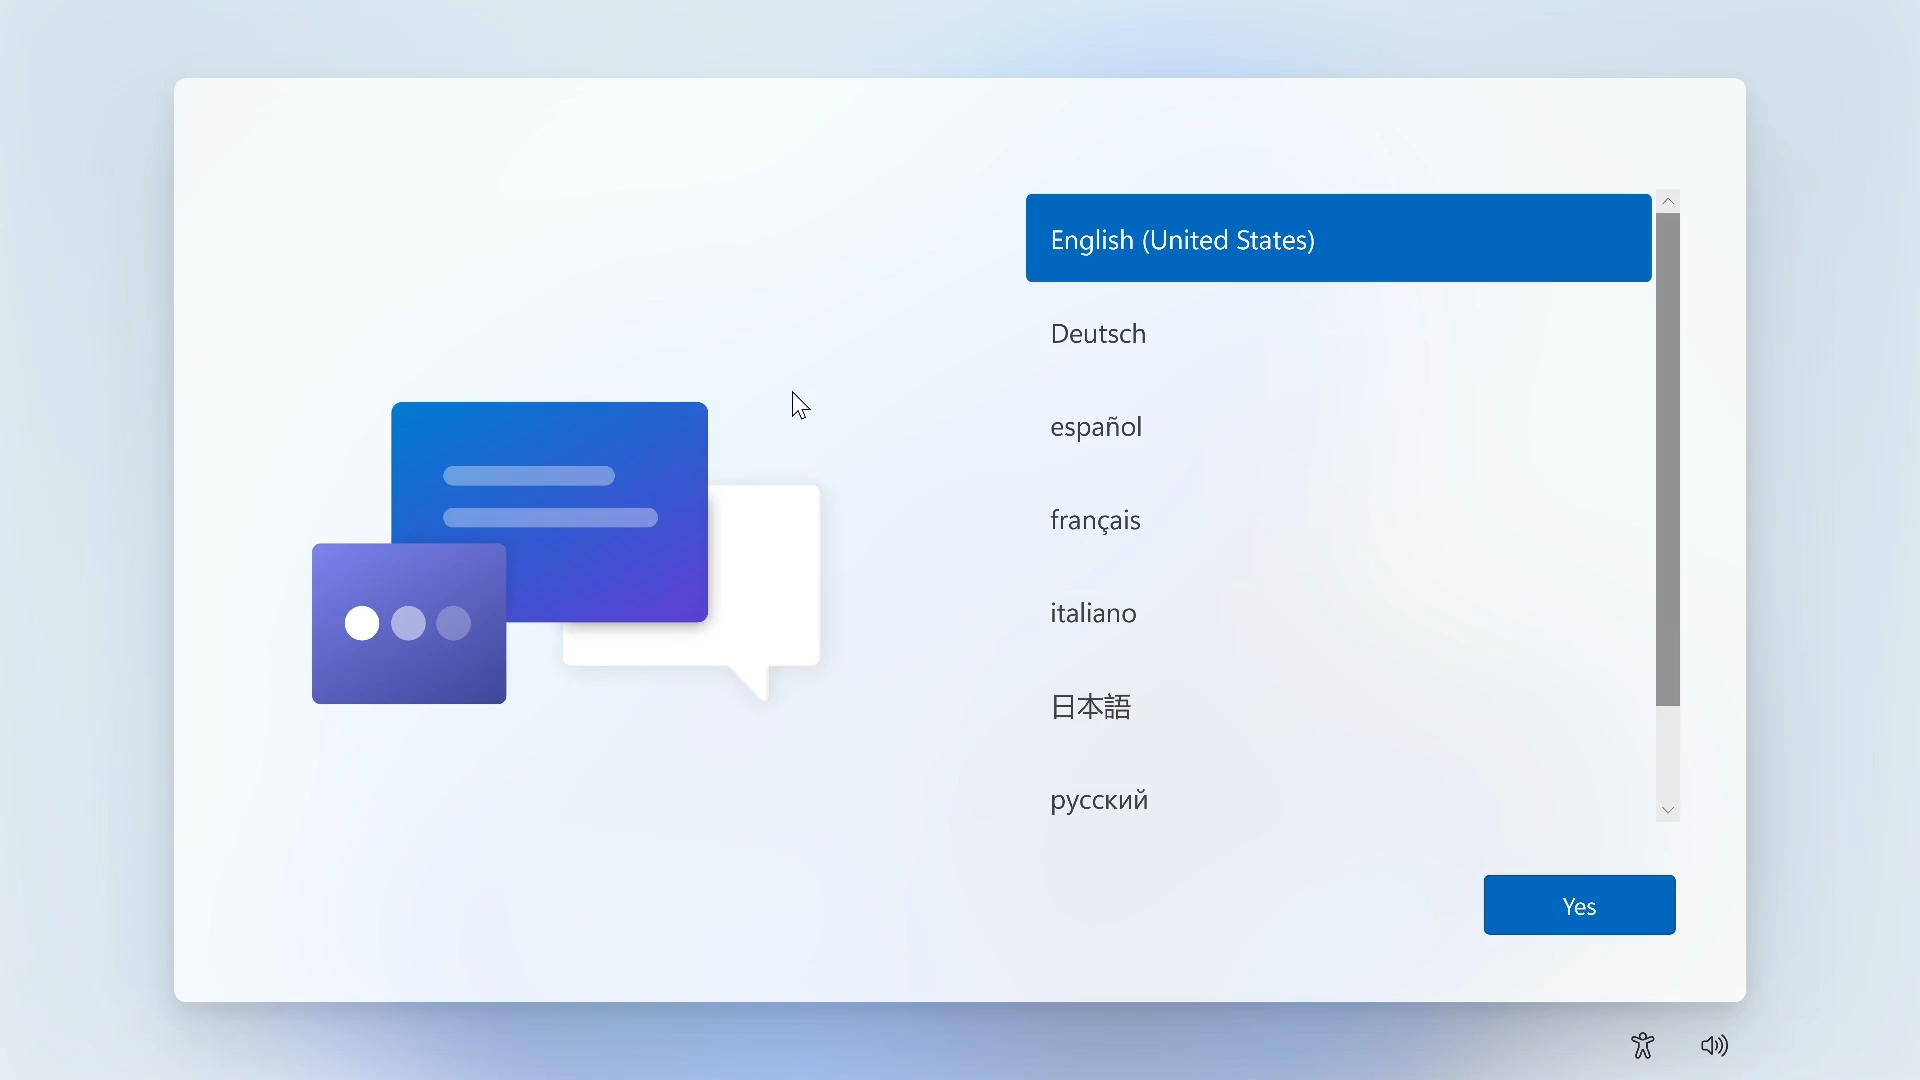 English (United States)
Deutsch
español
français
italiano
日本語
русский
Yes